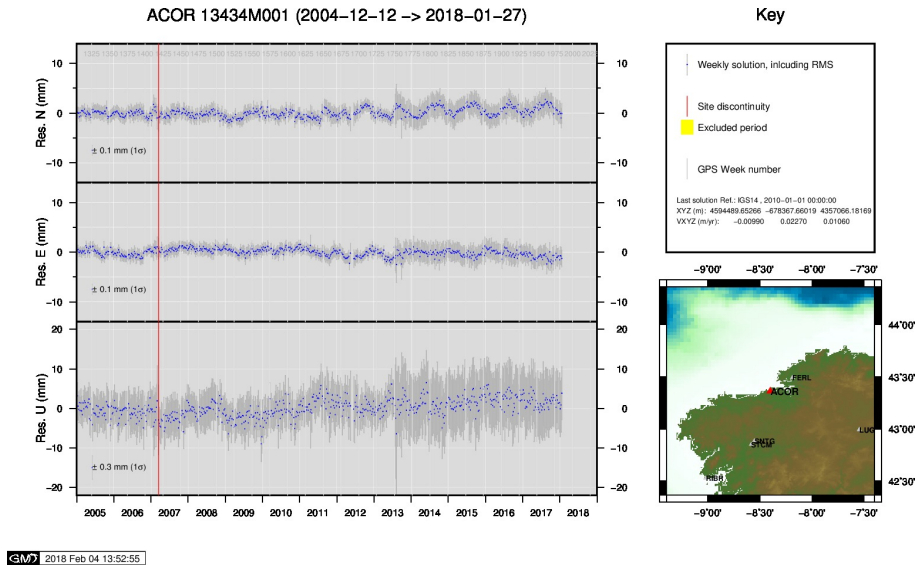 ACOR 13434M001 (2004−12−12 −> 2018−01−27)
Key
10
0
−10
Res. N (mm)
± 0.1 mm (1σ)
10
0
−10
10
0
−10
Res. E (mm)
± 0.1 mm (1σ)
10
0
−10
20
10
0
−10
−20
Res. U (mm)
± 0.3 mm (1σ)
20
10
0
−10
−20
2005 2006 2007 2008 2009 2010 2011 2012 2013 2014 2015 2016 2017 2018
Weekly solution, inlcuding RMS
Site discontinuity
Excluded period
GPS Week number
Last solution Ref.: IGS14 , 2010−01−01 00:00:00
XYZ (m): 4594489.65266 −678367.66019 4357066.18169
VXYZ (m/yr): −0.00990 0.02270 0.01060
−9˚00' −8˚30' −8˚00' −7˚30'
44˚00'
43˚30'
43˚00'
42˚30'
FERL
ACOR
LUG
SNTG
STCM
RIBR
−9˚00' −8˚30' −8˚00' −7˚30'
GMT 2018 Feb 04 13:52:55